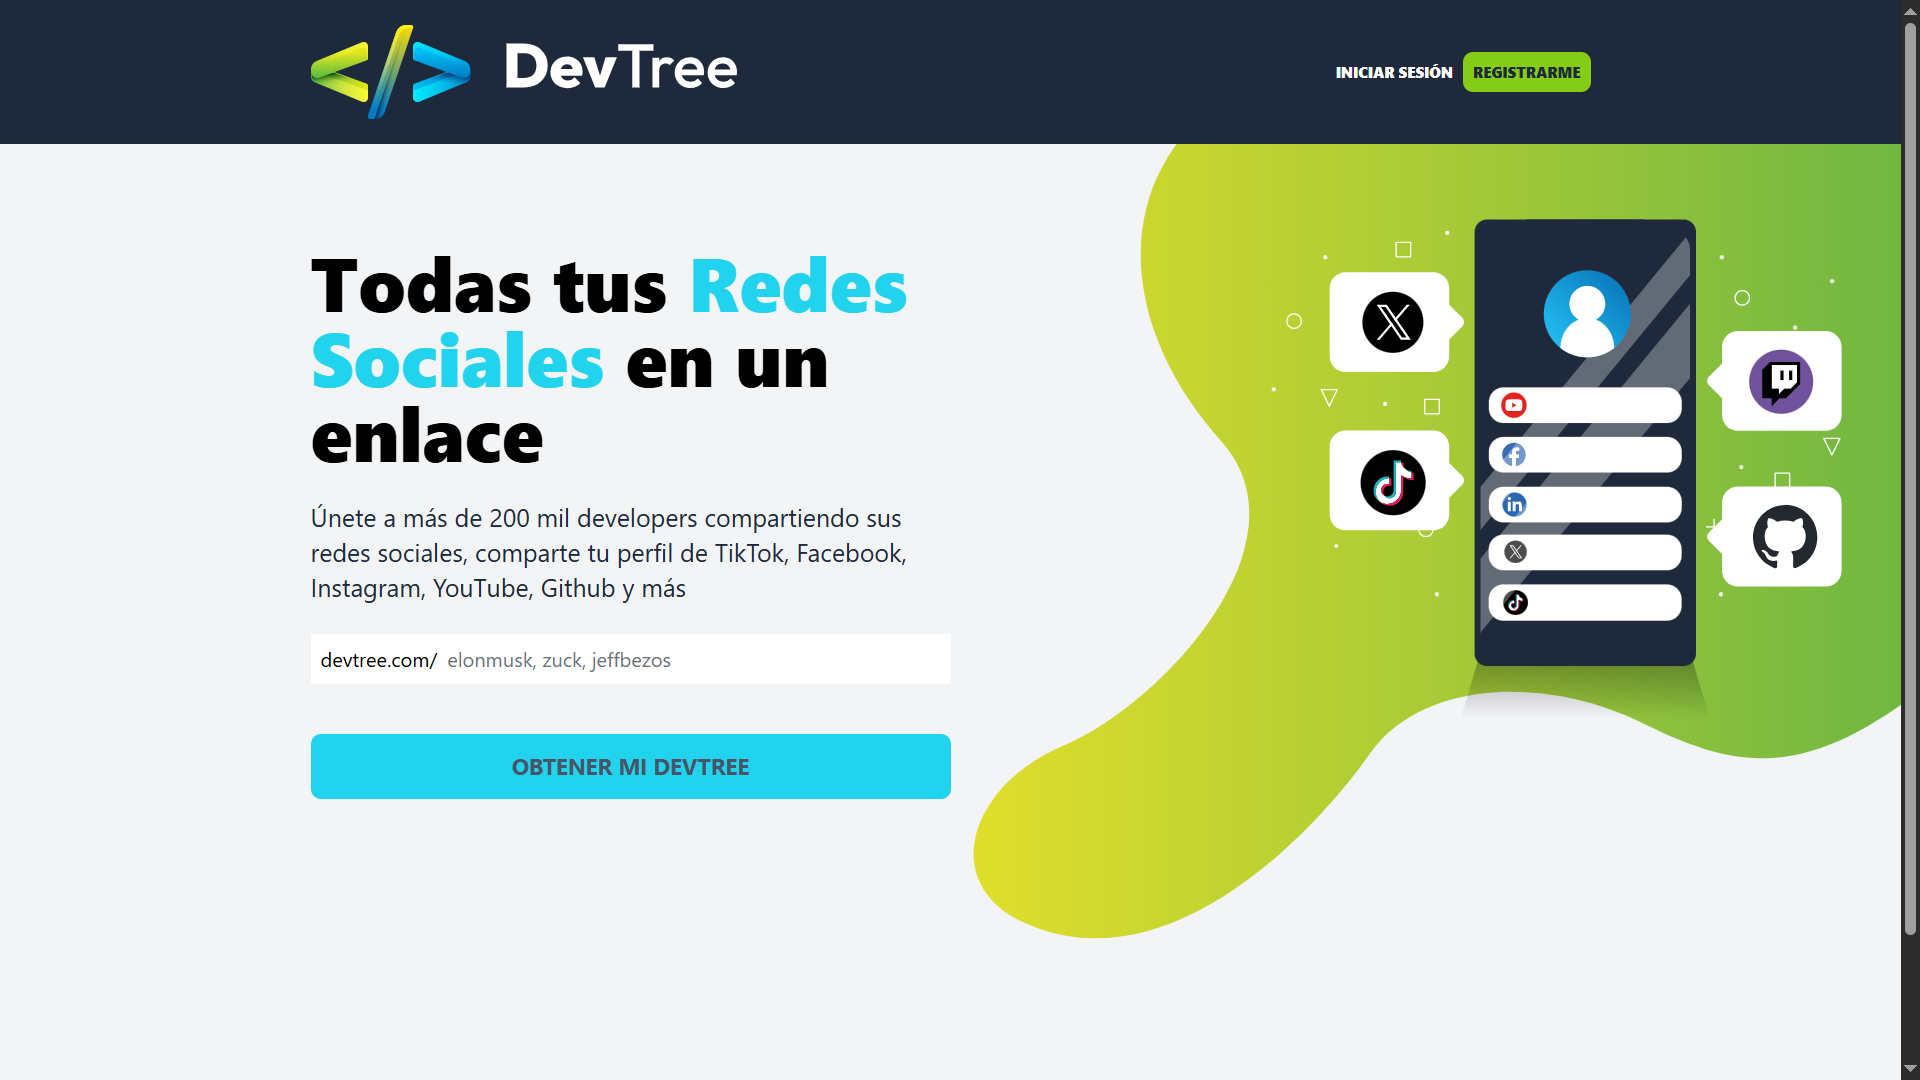 DevTree
INICIAR SESIÓN
REGISTRARME
Todas tus Redes
Sociales en un
enlace
Únete a más de 200 mil developers compartiendo sus
redes sociales, comparte tu perfil de TikTok, Facebook,
Instagram, YouTube, Github y más
devtree.com/ elonmusk, zuck, jeffbezos
OBTENER MI DEVTREE